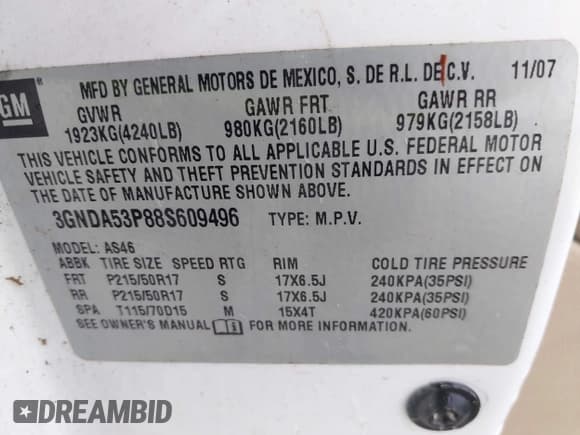 GM
MFD BY GENERAL MOTORS DE MEXICO, S. DE R.L. DE C.V. 11/07
GVWR GAWR FRT GAWR RR
1923KG(4240LB) 980KG(2160LB) 979KG(2158LB)
THIS VEHICLE CONFORMS TO ALL APPLICABLE U.S. FEDERAL MOTOR
VEHICLE SAFETY AND THEFT PREVENTION STANDARDS IN EFFECT ON
THE DATE OF MANUFACTURE SHOWN ABOVE.
3GNDA53P88S609496 TYPE: M.P.V.
MODEL: AS46
ABBK TIRE SIZE SPEED RTG RIM COLD TIRE PRESSURE
FRT P215/50R17 S 17X6.5J 240KPA(35PSI)
RR P215/50R17 S 17X6.5J 240KPA(35PSI)
SPA T115/70D15 M 15X4T 420KPA(60PSI)
SEE OWNER'S MANUAL FOR MORE INFORMATION.
DREAMBID